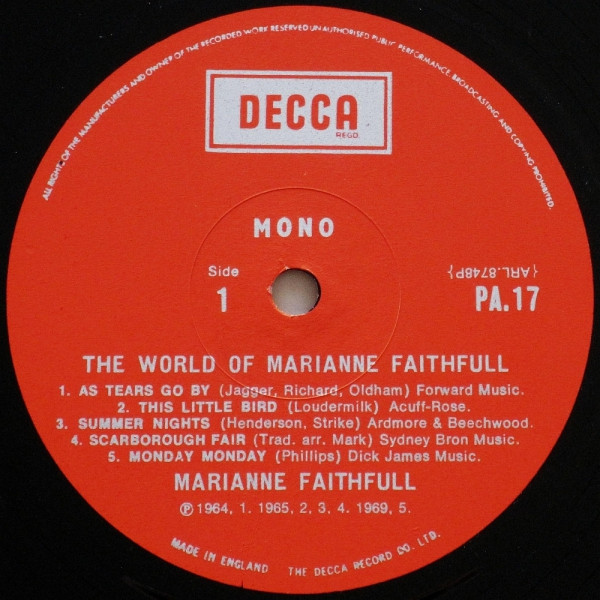 ALL RIGHTS OF THE MANUFACTURERS AND OWNER OF THE RECORDED WORK RESERVED UNAUTHORISED PUBLIC PERFORMANCE, BROADCASTING AND COPYING PROHIBITED.
DECCA
REGD.
MONO
Side
1
{ARL.8748P}
PA.17
THE WORLD OF MARIANNE FAITHFULL
1. AS TEARS GO BY (Jagger, Richard, Oldham) Forward Music.
2. THIS LITTLE BIRD (Loudermilk) Acuff-Rose.
3. SUMMER NIGHTS (Henderson, Strike) Ardmore & Beechwood.
4. SCARBOROUGH FAIR (Trad. arr. Mark) Sydney Bron Music.
5. MONDAY MONDAY (Phillips) Dick James Music.
MARIANNE FAITHFULL
℗ 1964, 1. 1965, 2, 3, 4. 1969, 5.
MADE IN ENGLAND THE DECCA RECORD CO. LTD.